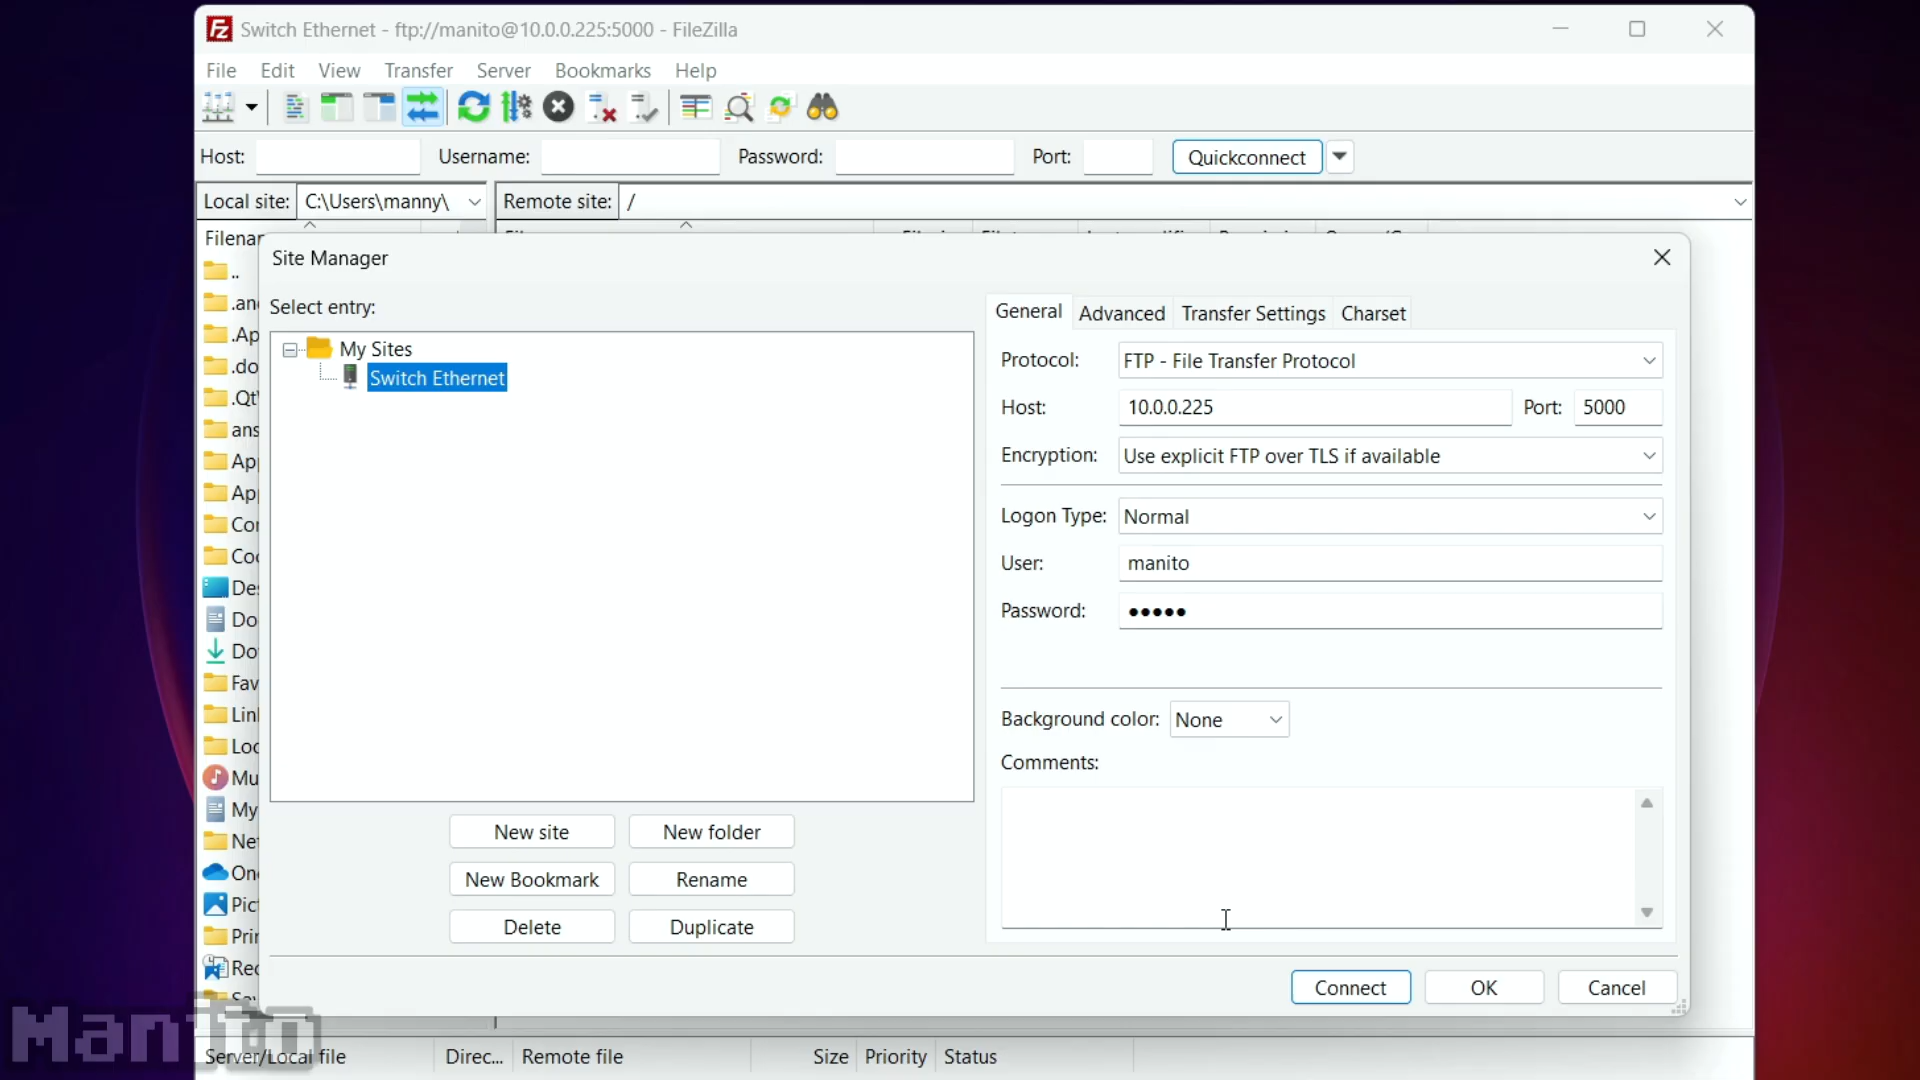 Switch Ethernet - ftp://manito@10.0.0.225:5000 - FileZilla
File Edit View Transfer Server Bookmarks Help
Host: Username: Password: Port: Quickconnect
Local site: C:\Users\manny\ Remote site: /
Site Manager
Select entry:
My Sites
Switch Ethernet
New site New folder
New Bookmark Rename
Delete Duplicate
General Advanced Transfer Settings Charset
Protocol: FTP - File Transfer Protocol
Host: 10.0.0.225 Port: 5000
Encryption: Use explicit FTP over TLS if available
Logon Type: Normal
User: manito
Password: ●●●●●
Background color: None
Comments:
Connect OK Cancel
Server/Local file Direc... Remote file Size Priority Status
Manito